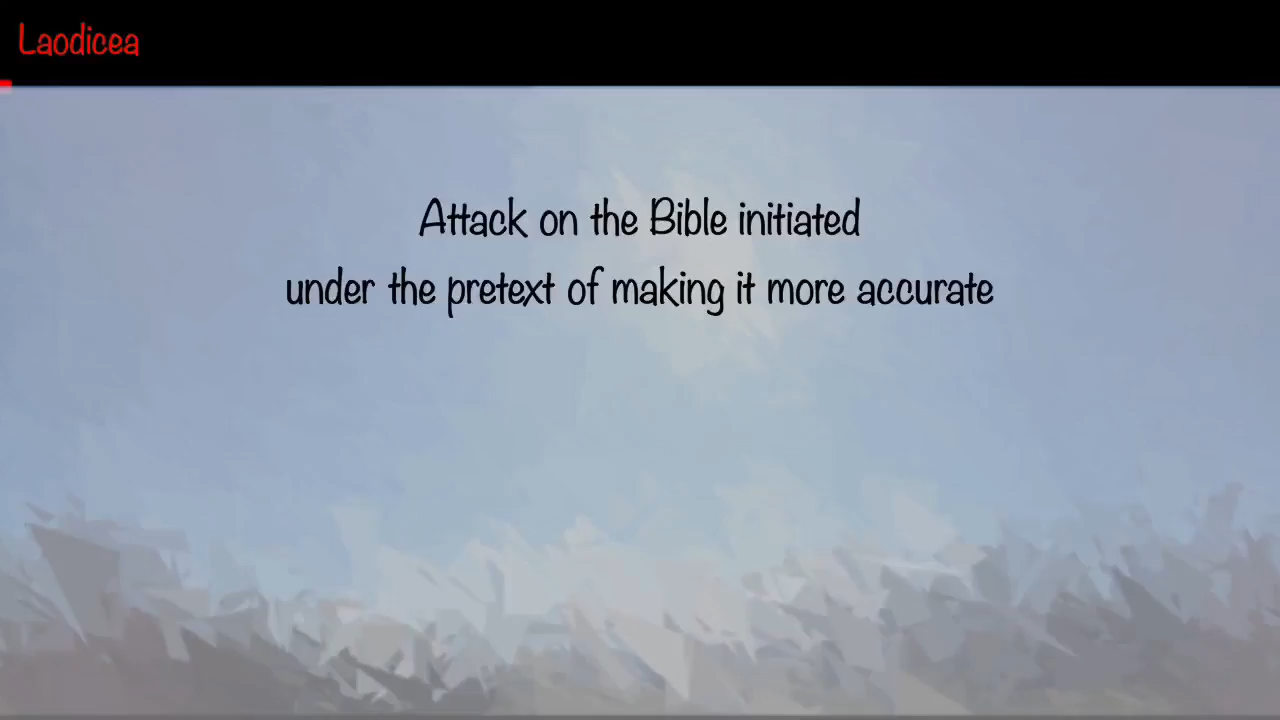 Laodicea
Attack on the Bible initiated
under the pretext of making it more accurate